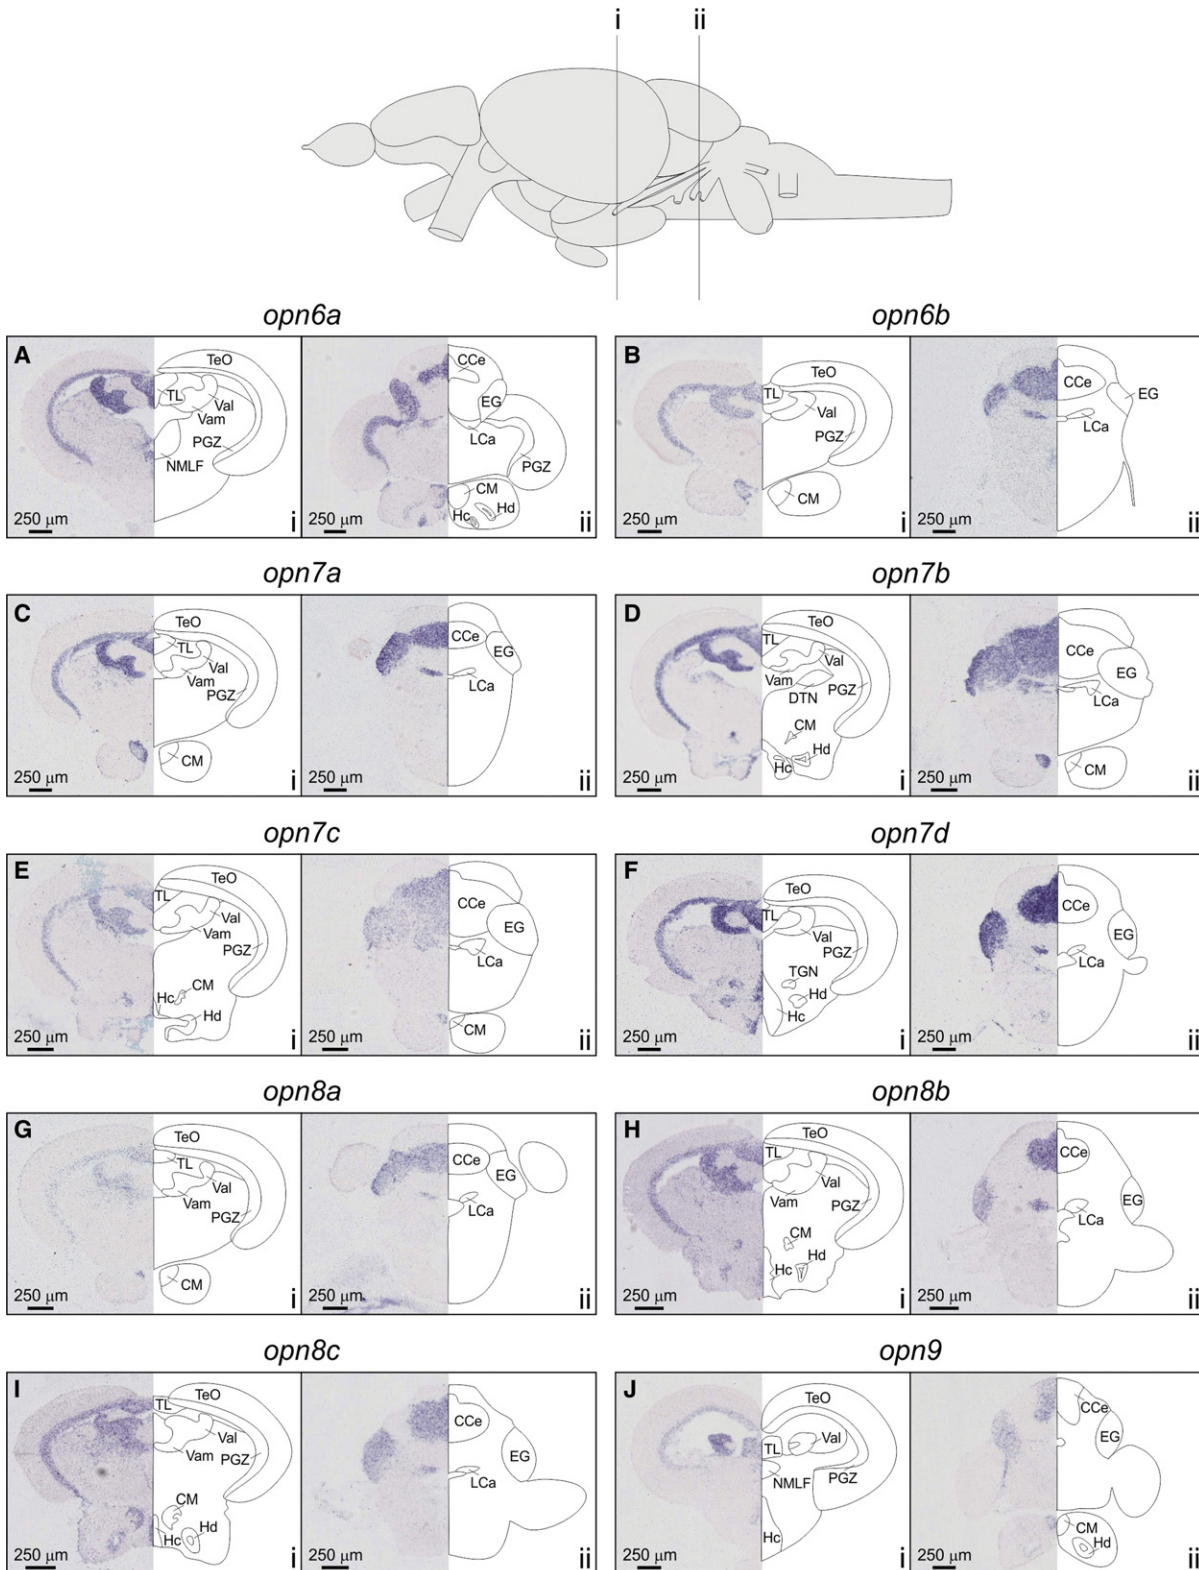 i ii
opn6a opn6b
A
TeO
TL
Val
Vam
PGZ
NMLF
250 μm
i
CCe
EG
LCa
PGZ
CM
Hc
Hd
250 μm
ii
B
TeO
TL
Val
PGZ
CM
250 μm
i
CCe
EG
LCa
250 μm
ii
opn7a opn7b
C
TeO
TL
Val
Vam
PGZ
CM
250 μm
i
CCe
EG
LCa
250 μm
ii
D
TeO
TL
Val
Vam
PGZ
DTN
CM
Hd
Hc
250 μm
i
CCe
EG
LCa
CM
250 μm
ii
opn7c opn7d
E
TeO
TL
Val
Vam
PGZ
CM
Hc
Hd
250 μm
i
CCe
EG
LCa
CM
250 μm
ii
F
TeO
TL
Val
PGZ
TGN
Hd
Hc
250 μm
i
CCe
EG
LCa
250 μm
ii
opn8a opn8b
G
TeO
TL
Val
Vam
PGZ
CM
250 μm
i
CCe
EG
LCa
250 μm
ii
H
TeO
TL
Val
Vam
PGZ
CM
Hd
Hc
250 μm
i
CCe
EG
LCa
250 μm
ii
opn8c opn9
I
TeO
TL
Val
Vam
PGZ
CM
Hc
Hd
250 μm
i
CCe
EG
LCa
250 μm
ii
J
TeO
TL
Val
NMLF
PGZ
Hc
250 μm
i
CCe
EG
CM
Hd
250 μm
ii